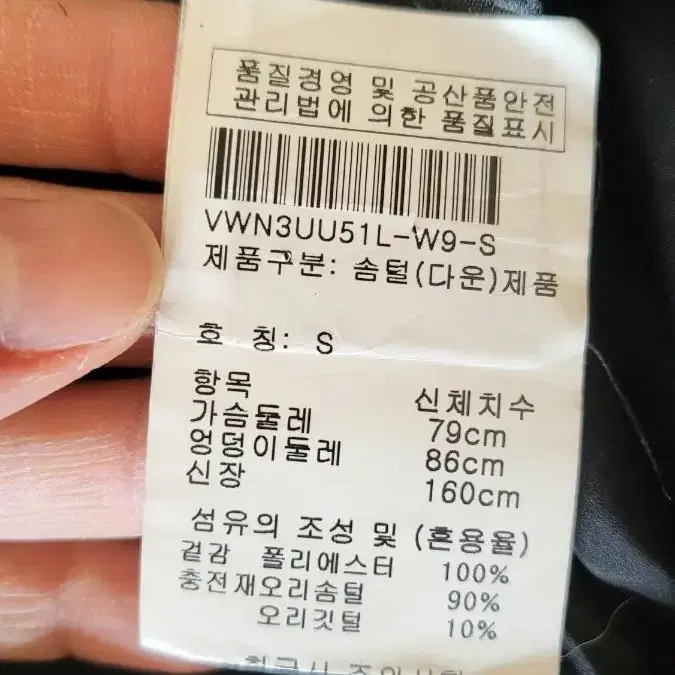 품질경영 및 공산품안전
관리법에 의한 품질표시
VWN3UU51L-W9-S
제품구분: 솜털(다운)제품
호 칭: S
항목 신체치수
가슴둘레 79cm
엉덩이둘레 86cm
신장 160cm
섬유의 조성 및 (혼용율)
겉감 폴리에스터 100%
충전재오리솜털 90%
오리깃털 10%